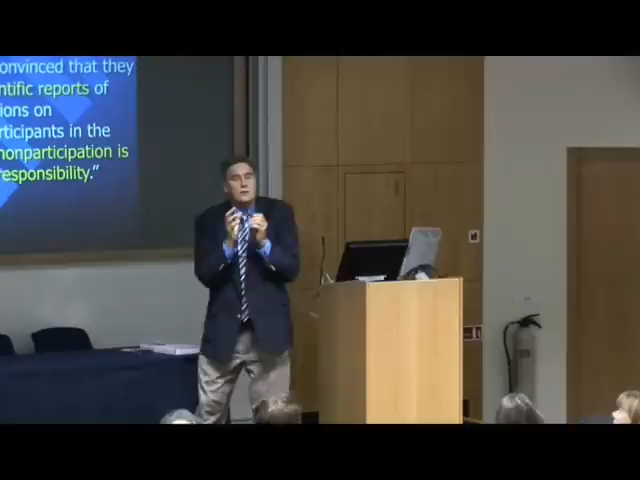 onvinced that they
ntific reports of
ions on
rticipants in the
nonparticipation is
responsibility.”